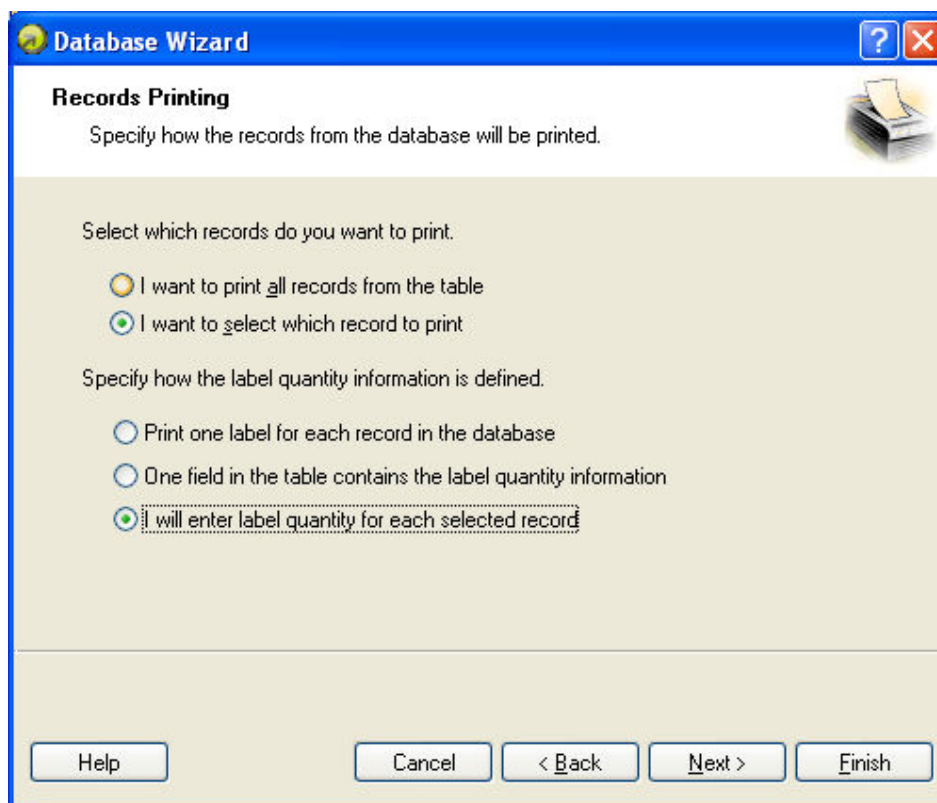 Database Wizard
Records Printing
Specify how the records from the database will be printed.
Select which records do you want to print.
I want to print all records from the table
I want to select which record to print
Specify how the label quantity information is defined.
Print one label for each record in the database
One field in the table contains the label quantity information
I will enter label quantity for each selected record
Help Cancel < Back Next > Finish